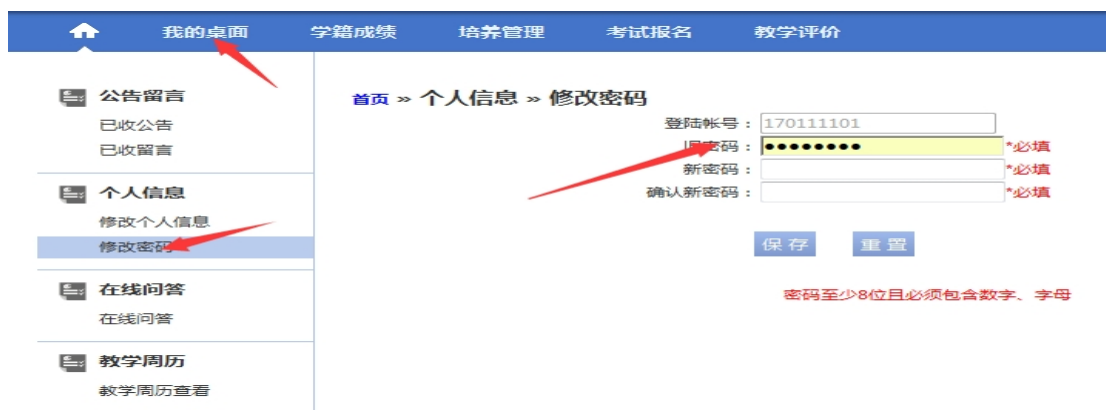 我的桌面 学籍成绩 培养管理 考试报名 教学评价
公告留言
已收公告
已收留言
个人信息
修改个人信息
修改密码
在线问答
在线问答
教学周历
教学周历查看
首页 » 个人信息 » 修改密码
登陆帐号：170111101
旧密码：●●●●●●●● *必填
新密码： *必填
确认新密码： *必填
保存 重置
密码至少8位且必须包含数字、字母